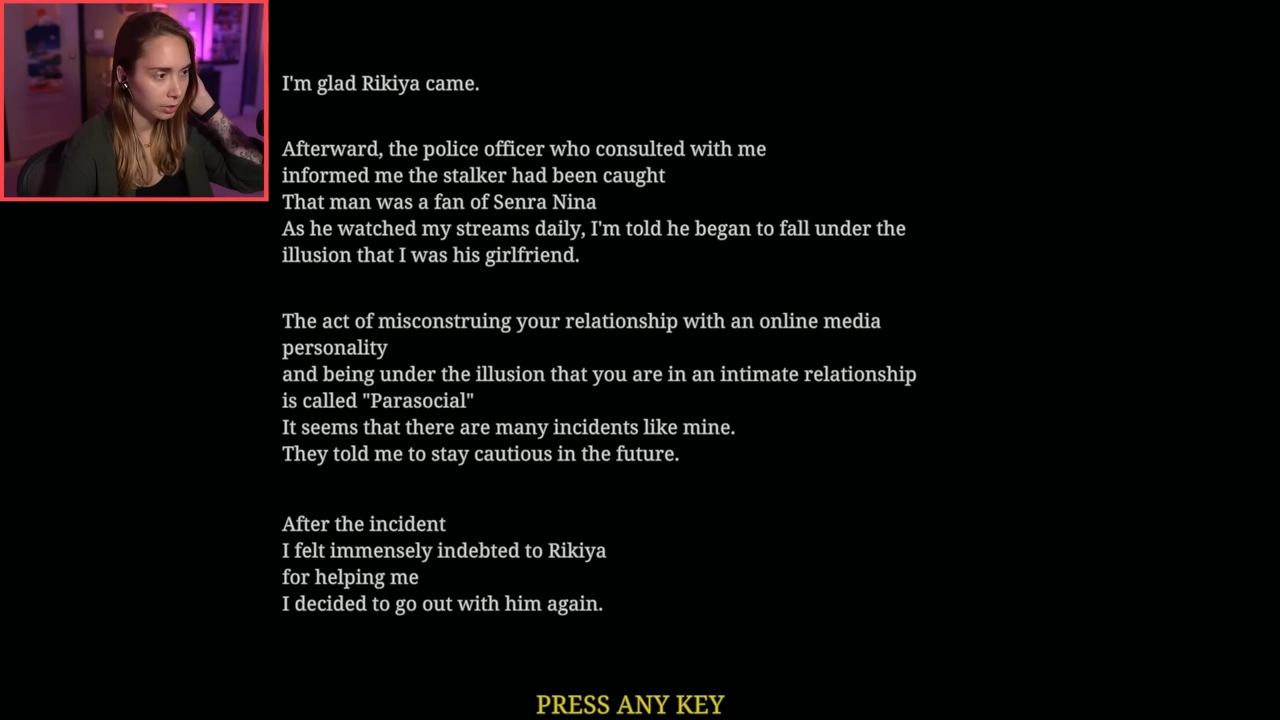 I'm glad Rikiya came.
Afterward, the police officer who consulted with me
informed me the stalker had been caught
That man was a fan of Senra Nina
As he watched my streams daily, I'm told he began to fall under the
illusion that I was his girlfriend.
The act of misconstruing your relationship with an online media
personality
and being under the illusion that you are in an intimate relationship
is called "Parasocial"
It seems that there are many incidents like mine.
They told me to stay cautious in the future.
After the incident
I felt immensely indebted to Rikiya
for helping me
I decided to go out with him again.
PRESS ANY KEY